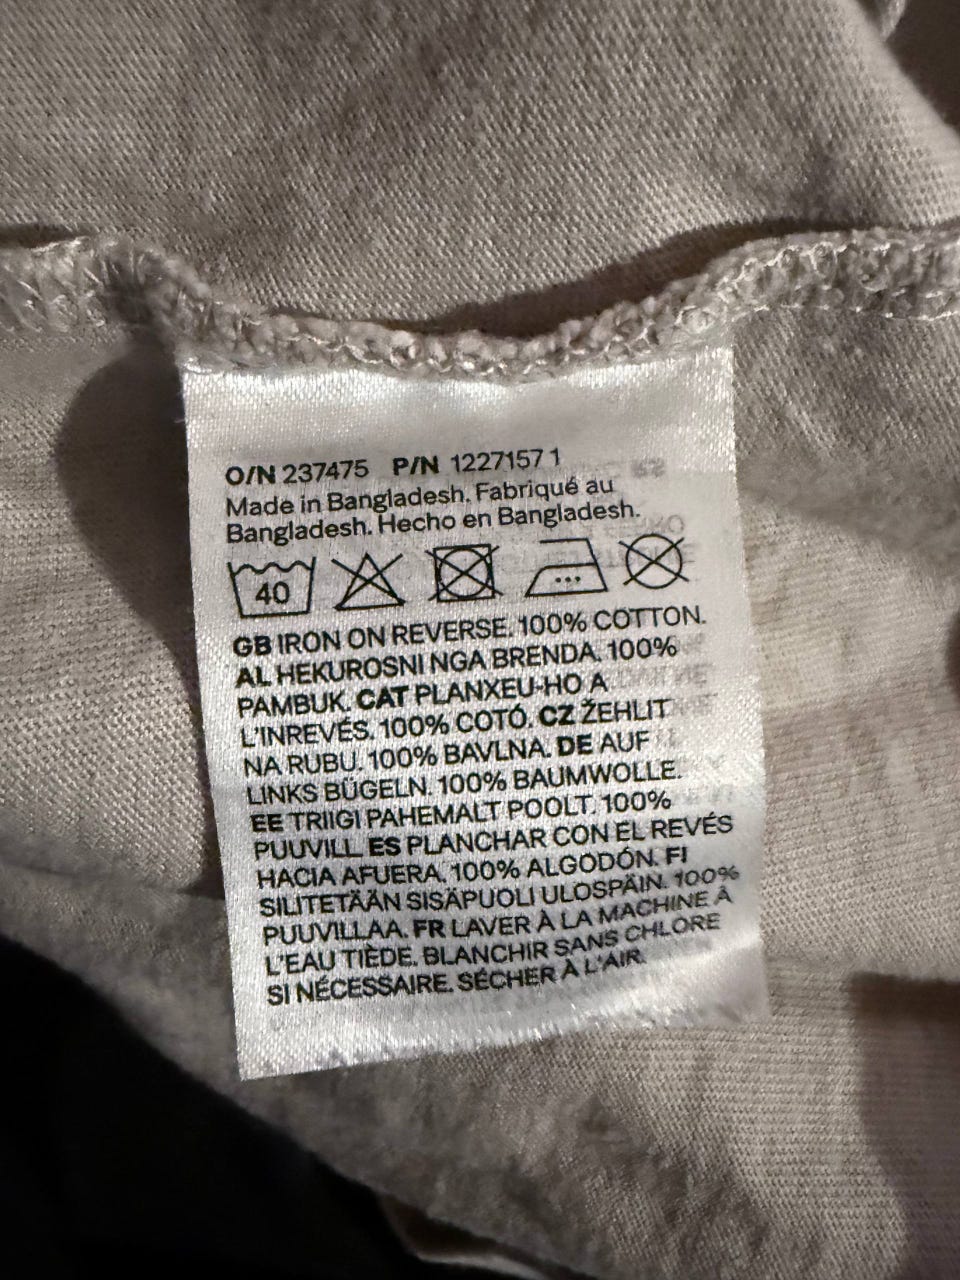 O/N 237475 P/N 1227157 1
Made in Bangladesh. Fabriqué au
Bangladesh. Hecho en Bangladesh.
40
GB IRON ON REVERSE. 100% COTTON.
AL HEKUROSNI NGA BRENDA. 100%
PAMBUK. CAT PLANXEU-HO A
L'INREVÉS. 100% COTÓ. CZ ŽEHLIT
NA RUBU. 100% BAVLNA. DE AUF
LINKS BÜGELN. 100% BAUMWOLLE.
EE TRIIGI PAHEMALT POOLT. 100%
PUUVILL. ES PLANCHAR CON EL REVÉS
HACIA AFUERA. 100% ALGODÓN. FI
SILITETÄÄN SISÄPUOLI ULOSPÄIN. 100%
PUUVILLAA. FR LAVER À LA MACHINE À
L'EAU TIÈDE. BLANCHIR SANS CHLORE
SI NÉCESSAIRE. SÉCHER À L'AIR.